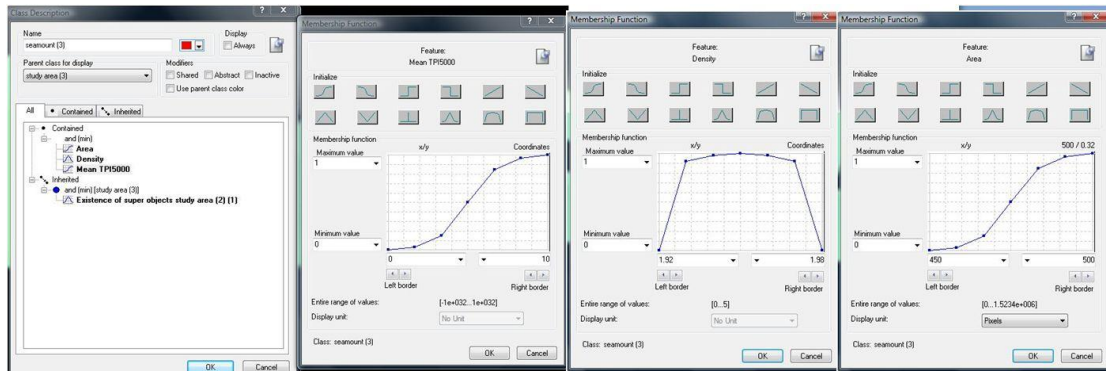 Class Description
Name
seamount (3)
Display
Always
Parent class for display
study area (3)
Modifiers
Shared Abstract Inactive
Use parent class color
All Contained Inherited
Contained
and (min)
Area
Density
Mean TPI5000
Inherited
and (min) [study area (3)]
Existence of super objects study area (2) (1)
OK Cancel
Membership Function
Feature:
Mean TPI5000
Initialize
Membership function
Maximum value
1
x/y
Coordinates
Minimum value
0
0 10
Left border
Right border
Entire range of values: [-1e+032...1e+032]
Display unit: No Unit
Class: seamount (3)
OK Cancel
Membership Function
Feature:
Density
Initialize
Membership function
Maximum value
1
x/y
Coordinates
Minimum value
0
1.92 1.98
Left border
Right border
Entire range of values: [0...5]
Display unit: No Unit
Class: seamount (3)
OK Cancel
Membership Function
Feature:
Area
Initialize
Membership function
Maximum value
1
x/y
500 / 0.32
Minimum value
0
450 500
Left border
Right border
Entire range of values: [0...1.5234e+006]
Display unit: Pixels
Class: seamount (3)
OK Cancel